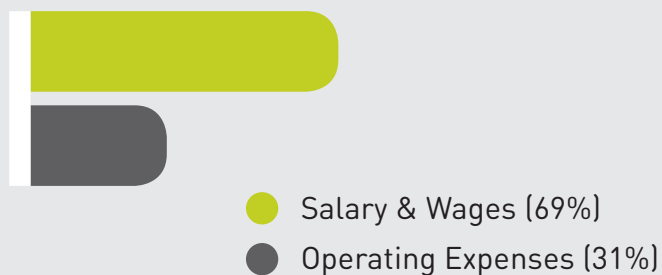 Salary & Wages (69%)
Operating Expenses (31%)